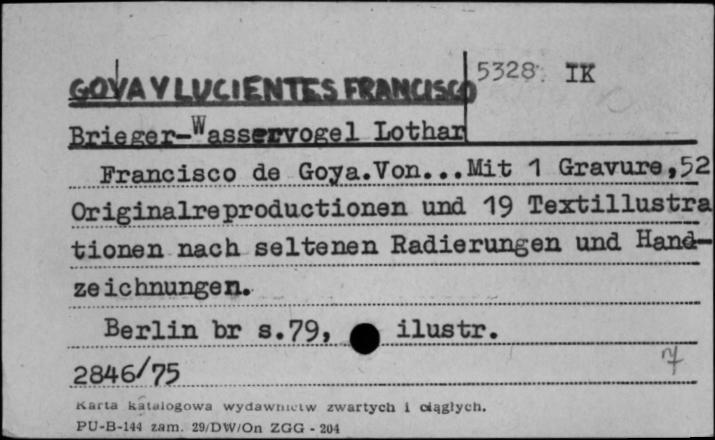 GOYA Y LUCIENTES FRANCISCO 5328 IK
Brieger-Wasservogel Lothar
Francisco de Goya.Von...Mit 1 Gravure,52
Originalreproductionen und 19 Textillustra
tionen nach seltenen Radierungen und Hand-
zeichnungen.
Berlin br s.79, ilustr.
2846/75
Karta katalogowa wydawnictw zwartych i ciągłych.
PU-B-144 zam. 29/DW/On ZGG - 204